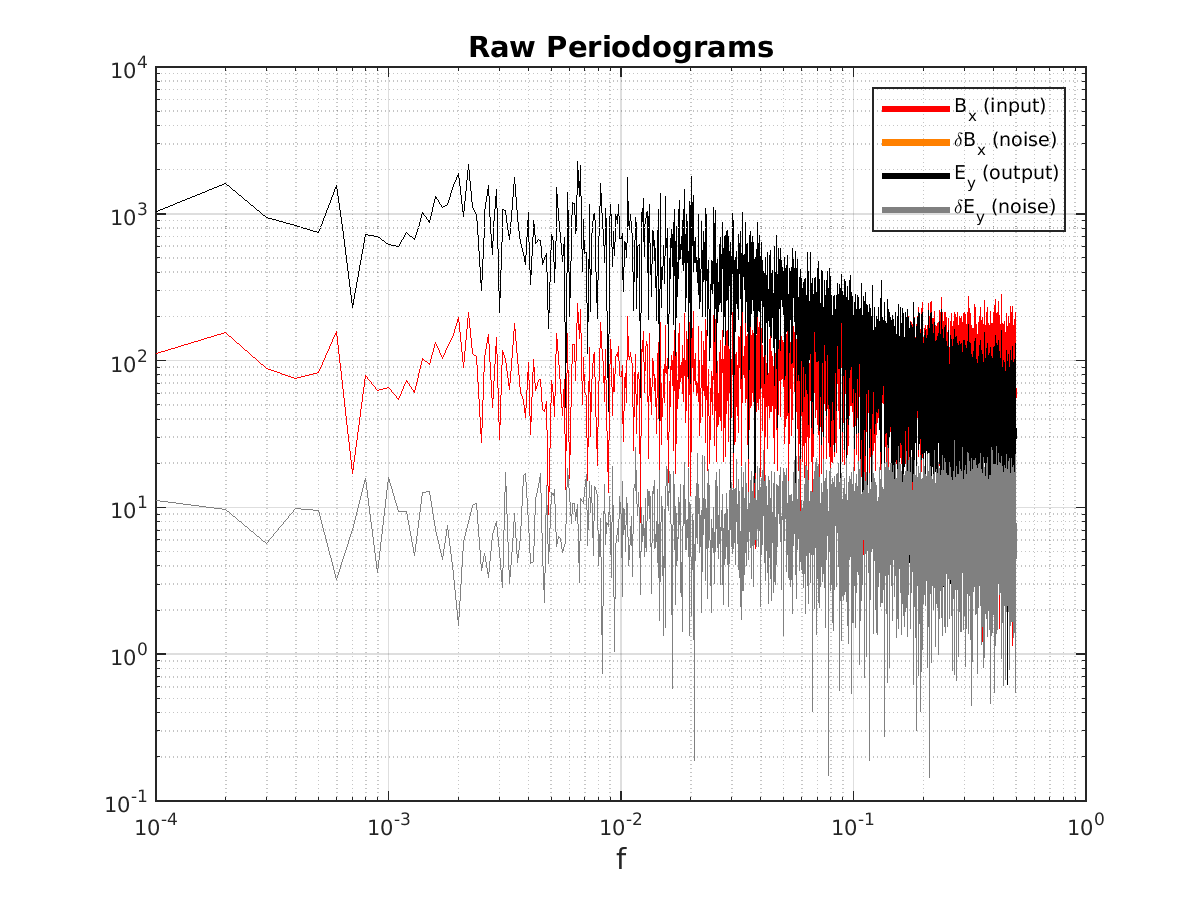 Raw Periodograms
10^4
10^3
10^2
10^1
10^0
10^-1
B_x (input)
δB_x (noise)
E_y (output)
δE_y (noise)
10^-4 10^-3 10^-2 10^-1 10^0
f